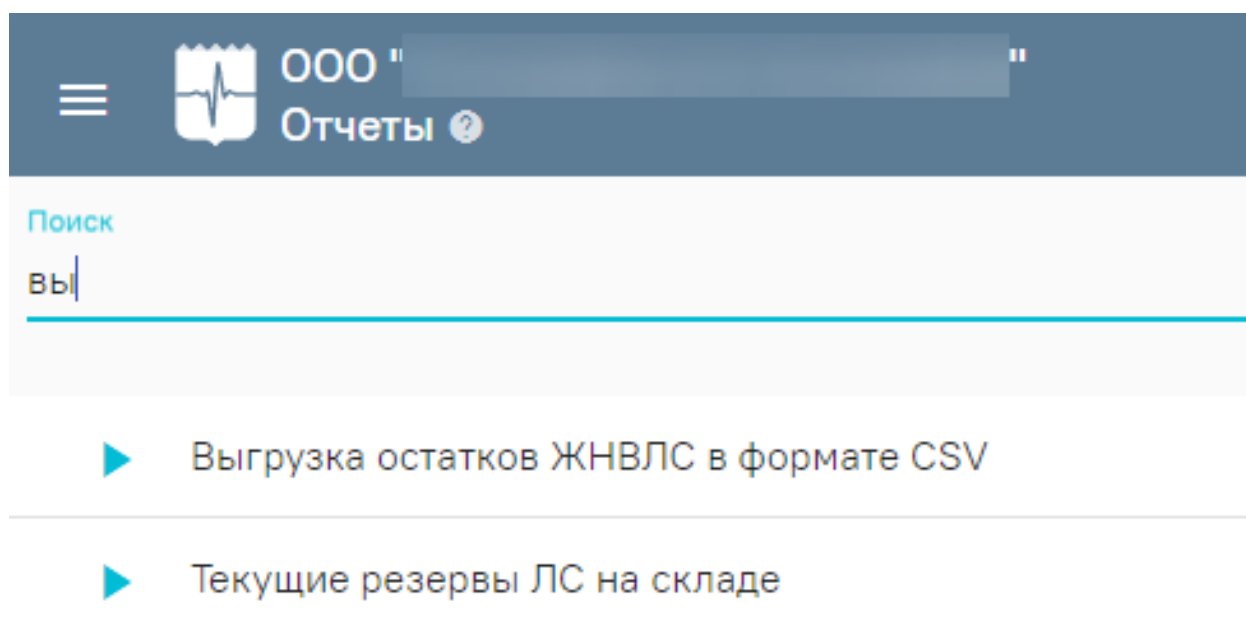 ООО "                    "
Отчеты ?
Поиск
вы
Выгрузка остатков ЖНВЛС в формате CSV
Текущие резервы ЛС на складе